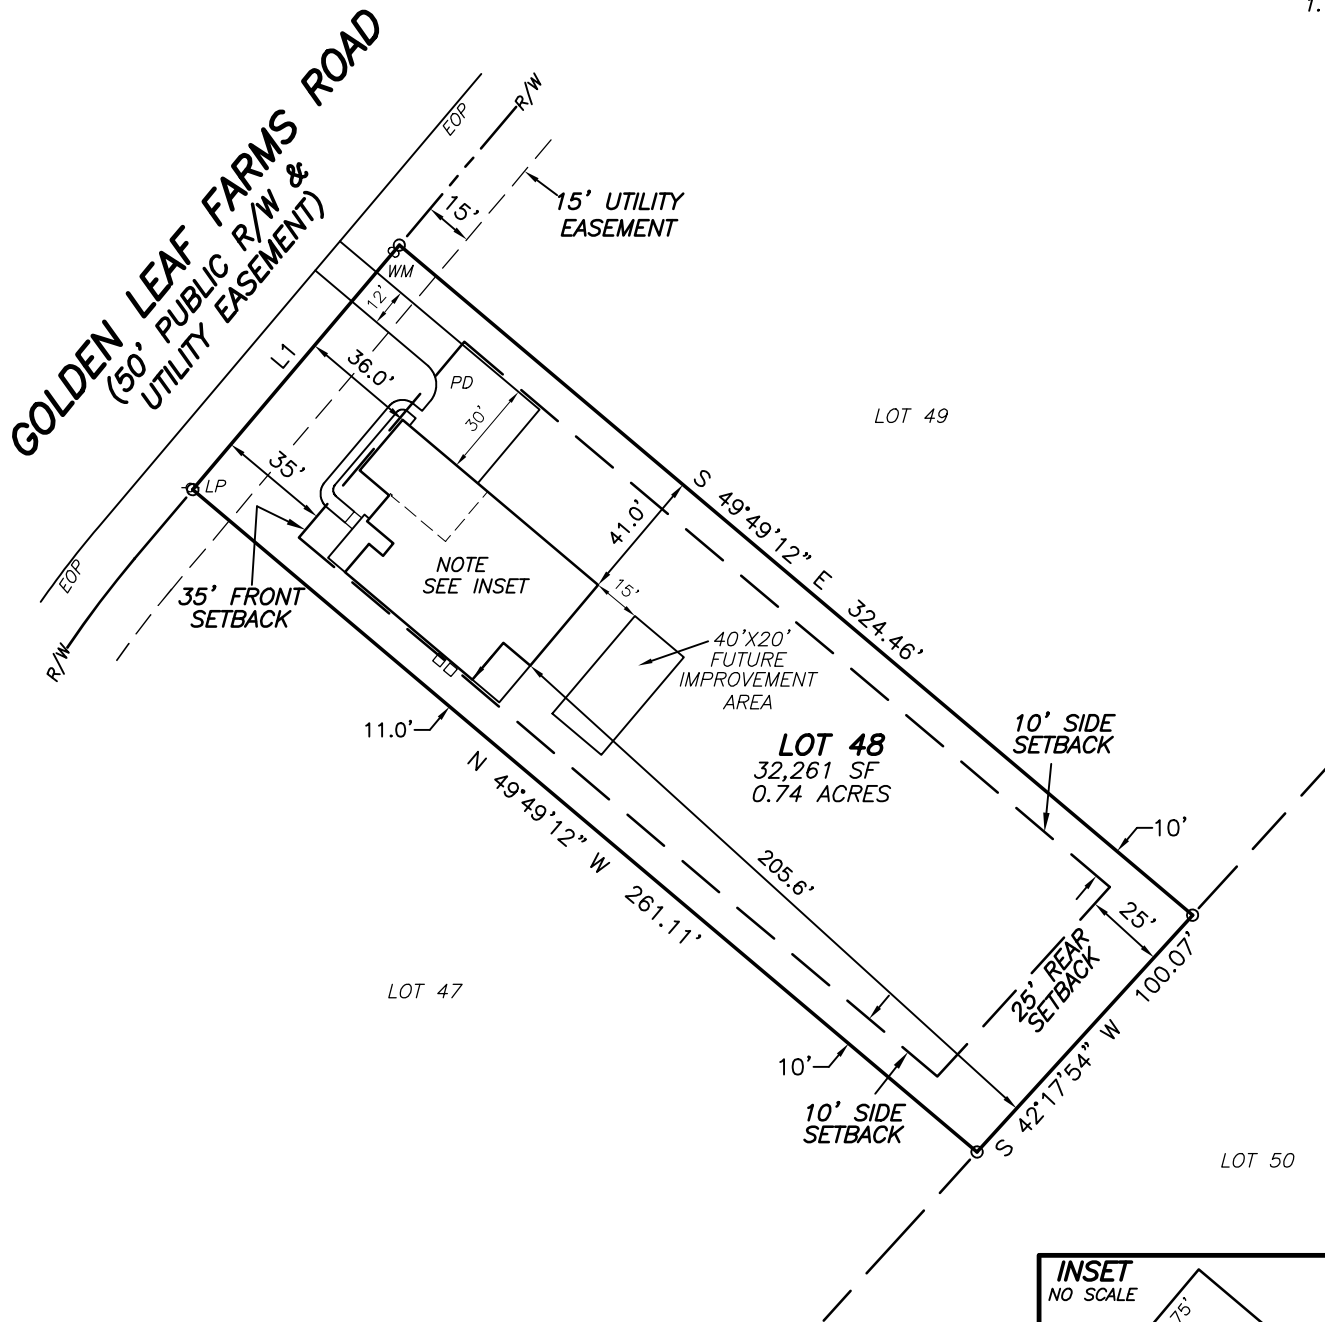 1.
GOLDEN LEAF FARMS ROAD
(50' PUBLIC R/W &
UTILITY EASEMENT)
EOP
R/W
15'
15' UTILITY
EASEMENT
WM
12'
L1
36.0'
PD
30'
LOT 49
35'
LP
S 49°49'12" E 324.46'
41.0'
EOP
R/W
35' FRONT
SETBACK
NOTE
SEE INSET
15'
40'X20'
FUTURE
IMPROVEMENT
AREA
11.0'
LOT 48
32,261 SF
0.74 ACRES
10' SIDE
SETBACK
10'
N 49°49'12" W 261.11'
205.6'
25'
25' REAR
SETBACK
S 42°17'54" W 100.07'
LOT 47
10'
10' SIDE
SETBACK
LOT 50
INSET
NO SCALE
75'